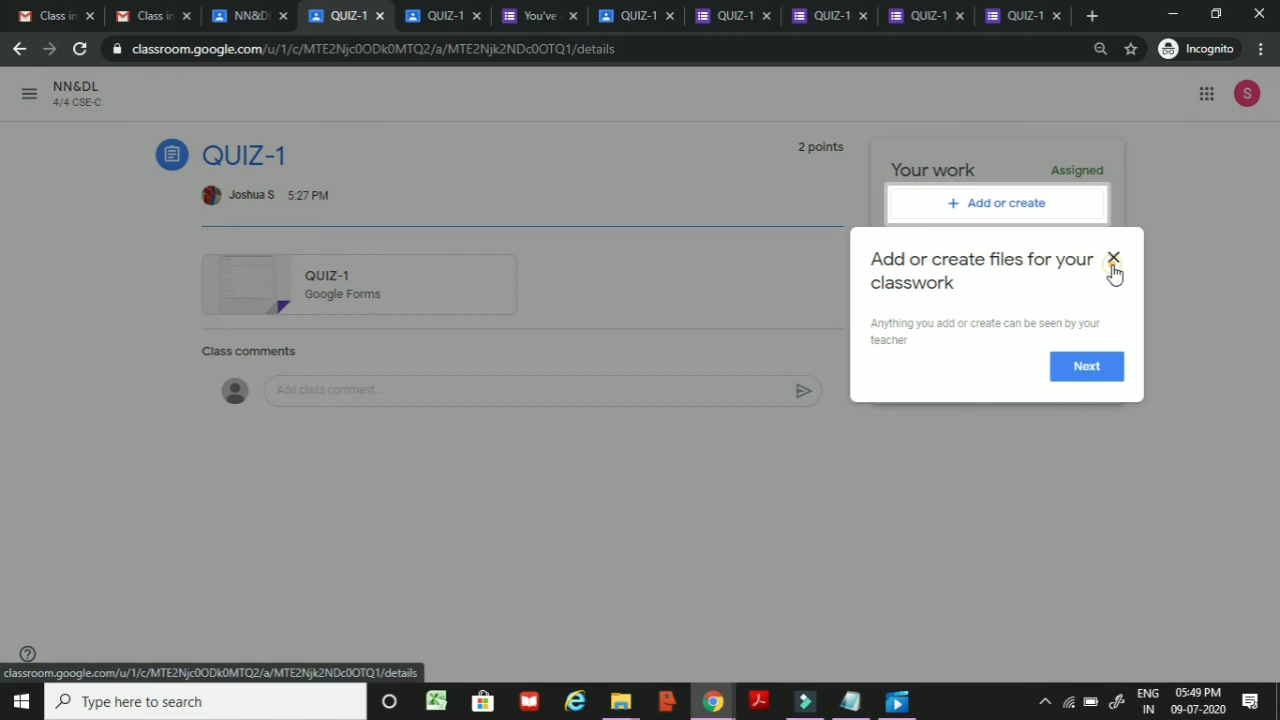 Class in
Class in
NN&D
QUIZ-1
QUIZ-1
You've
QUIZ-1
QUIZ-1
QUIZ-1
QUIZ-1
QUIZ-1
classroom.google.com/u/1/c/MTE2Njc0ODk0MTQ2/a/MTE2Njk2NDc0OTQ1/details
Incognito
NN&DL
4/4 CSE-C
S
QUIZ-1
2 points
Joshua S 5:27 PM
Your work Assigned
+ Add or create
QUIZ-1
Google Forms
Add or create files for your
classwork
Anything you add or create can be seen by your
teacher
Next
Class comments
Add class comment...
classroom.google.com/u/1/c/MTE2Njc0ODk0MTQ2/a/MTE2Njk2NDc0OTQ1/details
Type here to search
ENG
IN
05:49 PM
09-07-2020